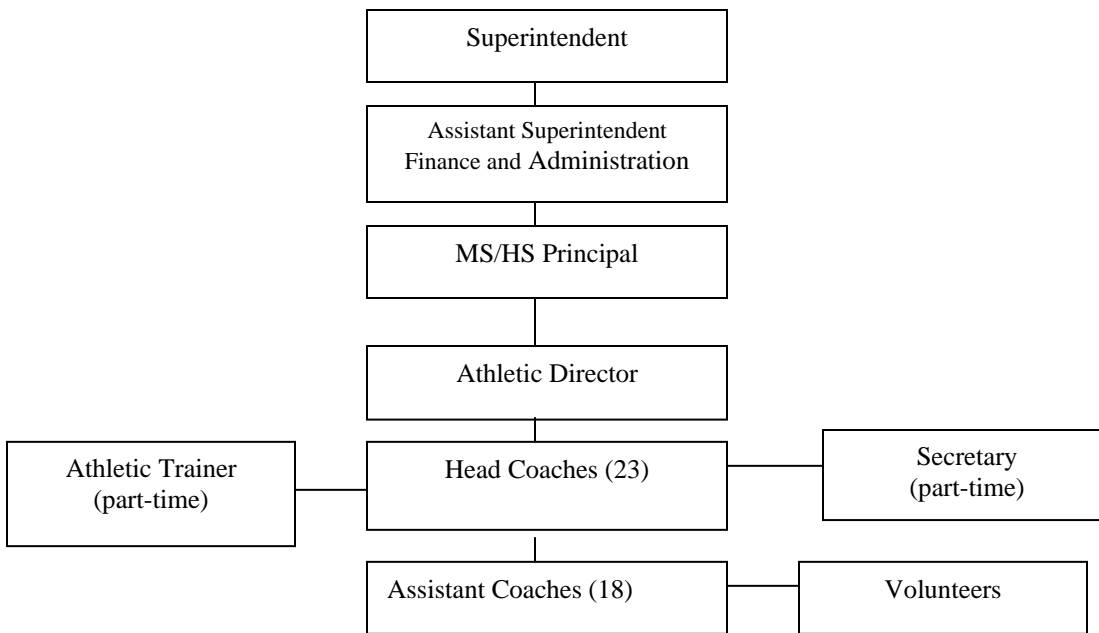 Superintendent
Assistant Superintendent
Finance and Administration
MS/HS Principal
Athletic Director
Athletic Trainer
(part-time)
Head Coaches (23)
Secretary
(part-time)
Assistant Coaches (18)
Volunteers